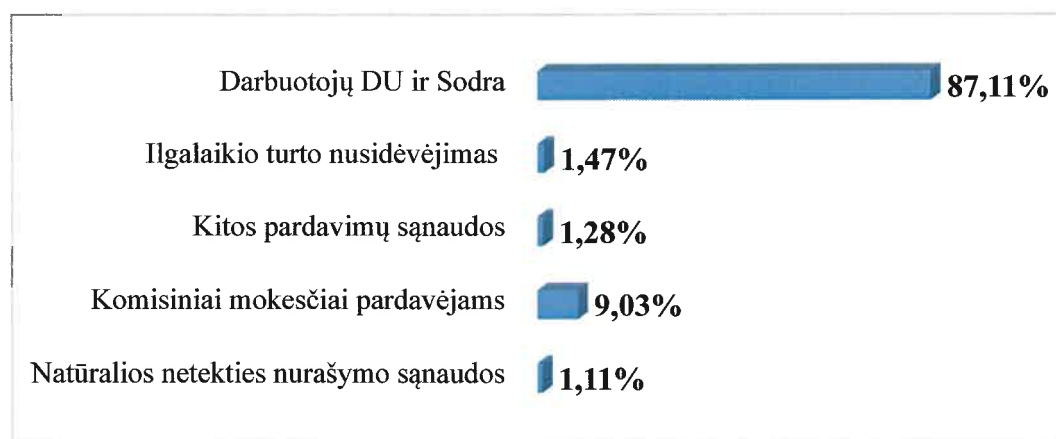 Darbuotojų DU ir Sodra 87,11%
Ilgalaikio turto nusidėvėjimas 1,47%
Kitos pardavimų sąnaudos 1,28%
Komisiniai mokesčiai pardavėjams 9,03%
Natūralios netekties nurašymo sąnaudos 1,11%